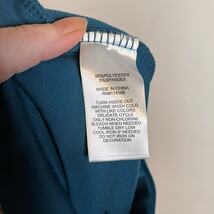 95%POLYESTER
5%SPANDEX
MADE IN CHINA
TURN INSIDE OUT
MACHINE WASH COLD
WITH LIKE COLORS
DELICATE CYCLE
ONLY NON-CHLORINE
BLEACH WHEN NEEDED
TUMBLE DRY LOW
COOL IRON IF NEEDED
DO NOT IRON ON
DECORATION